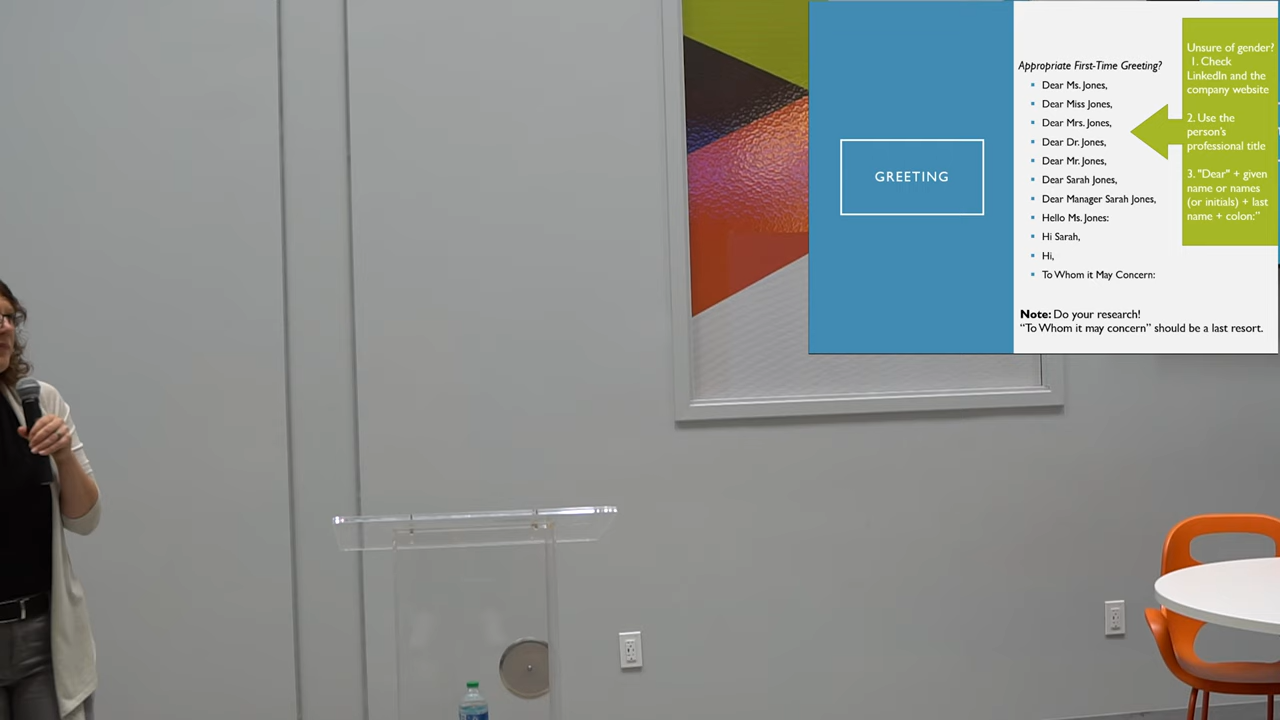 GREETING
Appropriate First-Time Greeting?
Dear Ms. Jones,
Dear Miss Jones,
Dear Mrs. Jones,
Dear Dr. Jones,
Dear Mr. Jones,
Dear Sarah Jones,
Dear Manager Sarah Jones,
Hello Ms. Jones:
Hi Sarah,
Hi,
To Whom it May Concern:
Note: Do your research!
“To Whom it may concern” should be a last resort.
Unsure of gender?
1. Check
LinkedIn and the
company website
2. Use the
person's
professional title
3. "Dear" + given
name or names
(or initials) + last
name + colon:”